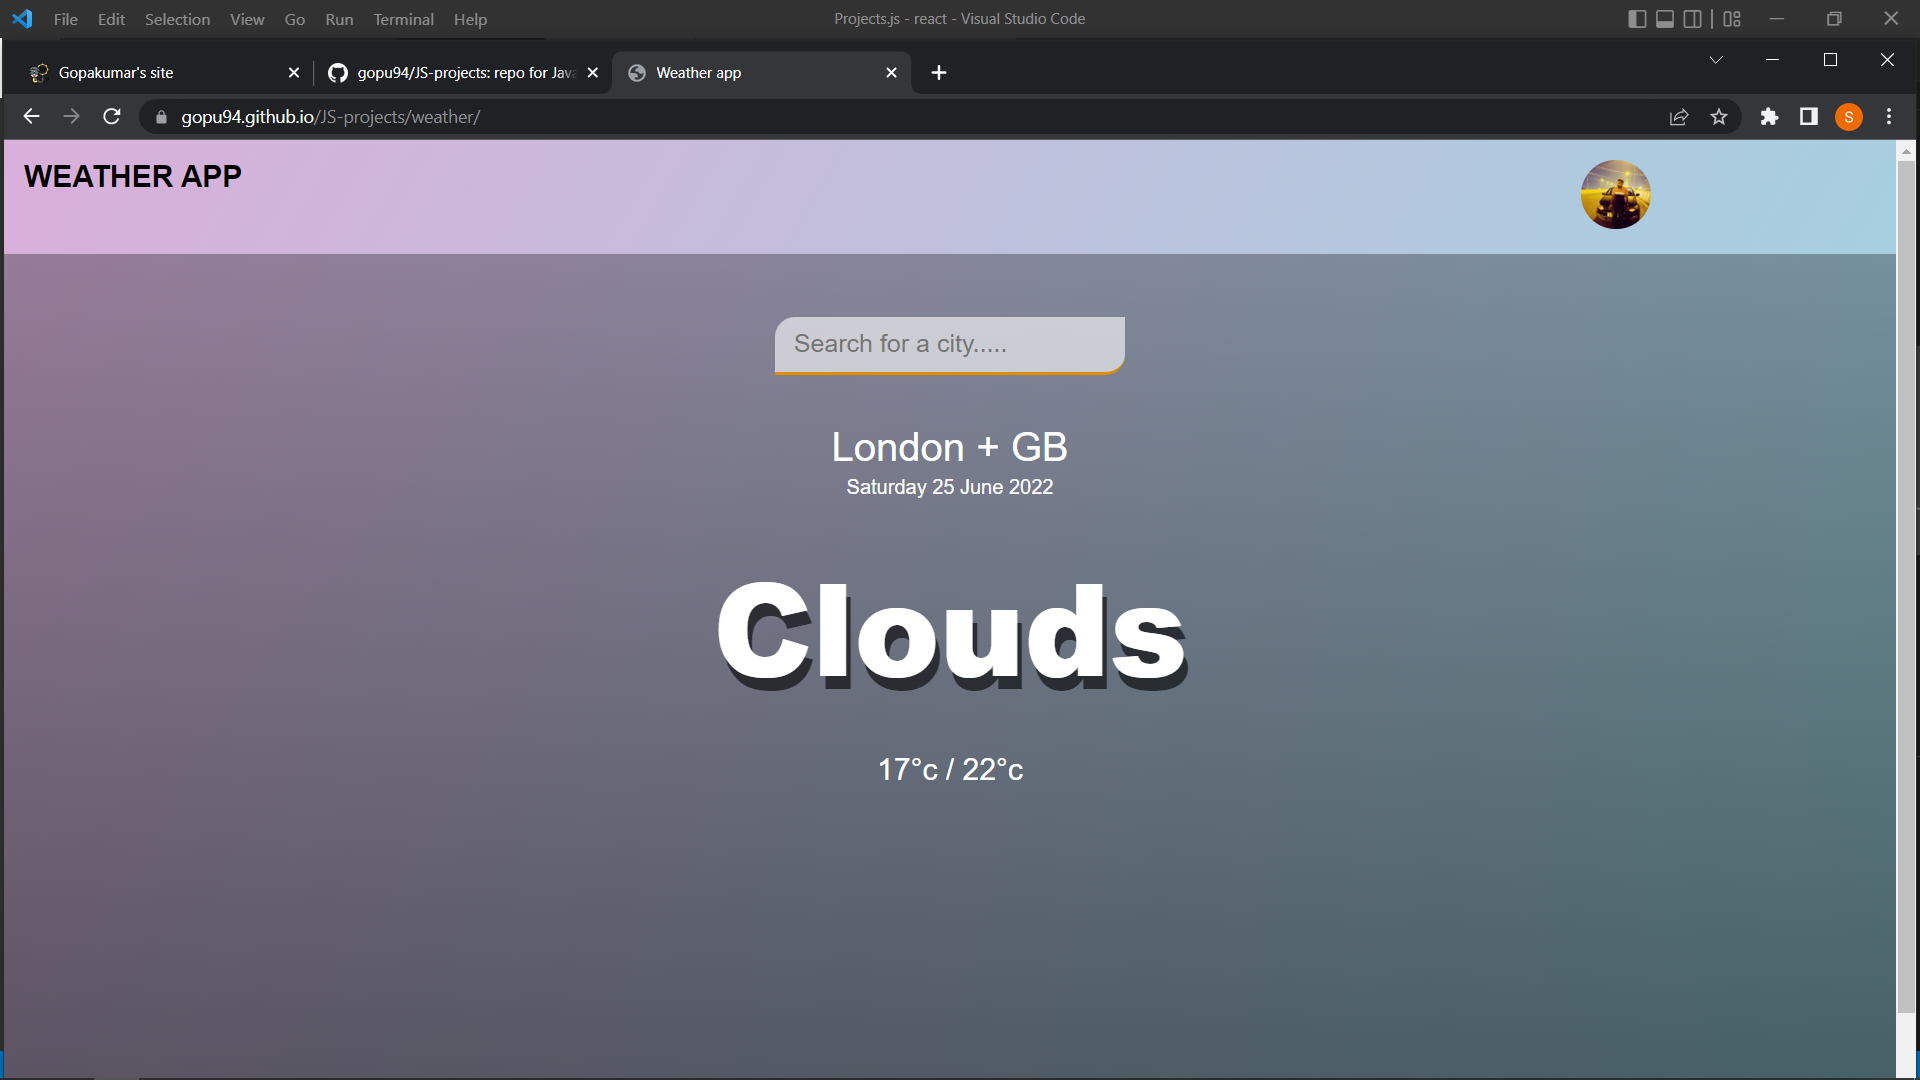 File Edit Selection View Go Run Terminal Help
Projects.js - react - Visual Studio Code
Gopakumar's site
gopu94/JS-projects: repo for Java
Weather app
gopu94.github.io/JS-projects/weather/
S
WEATHER APP
Search for a city.....
London + GB
Saturday 25 June 2022
Clouds
17°c / 22°c